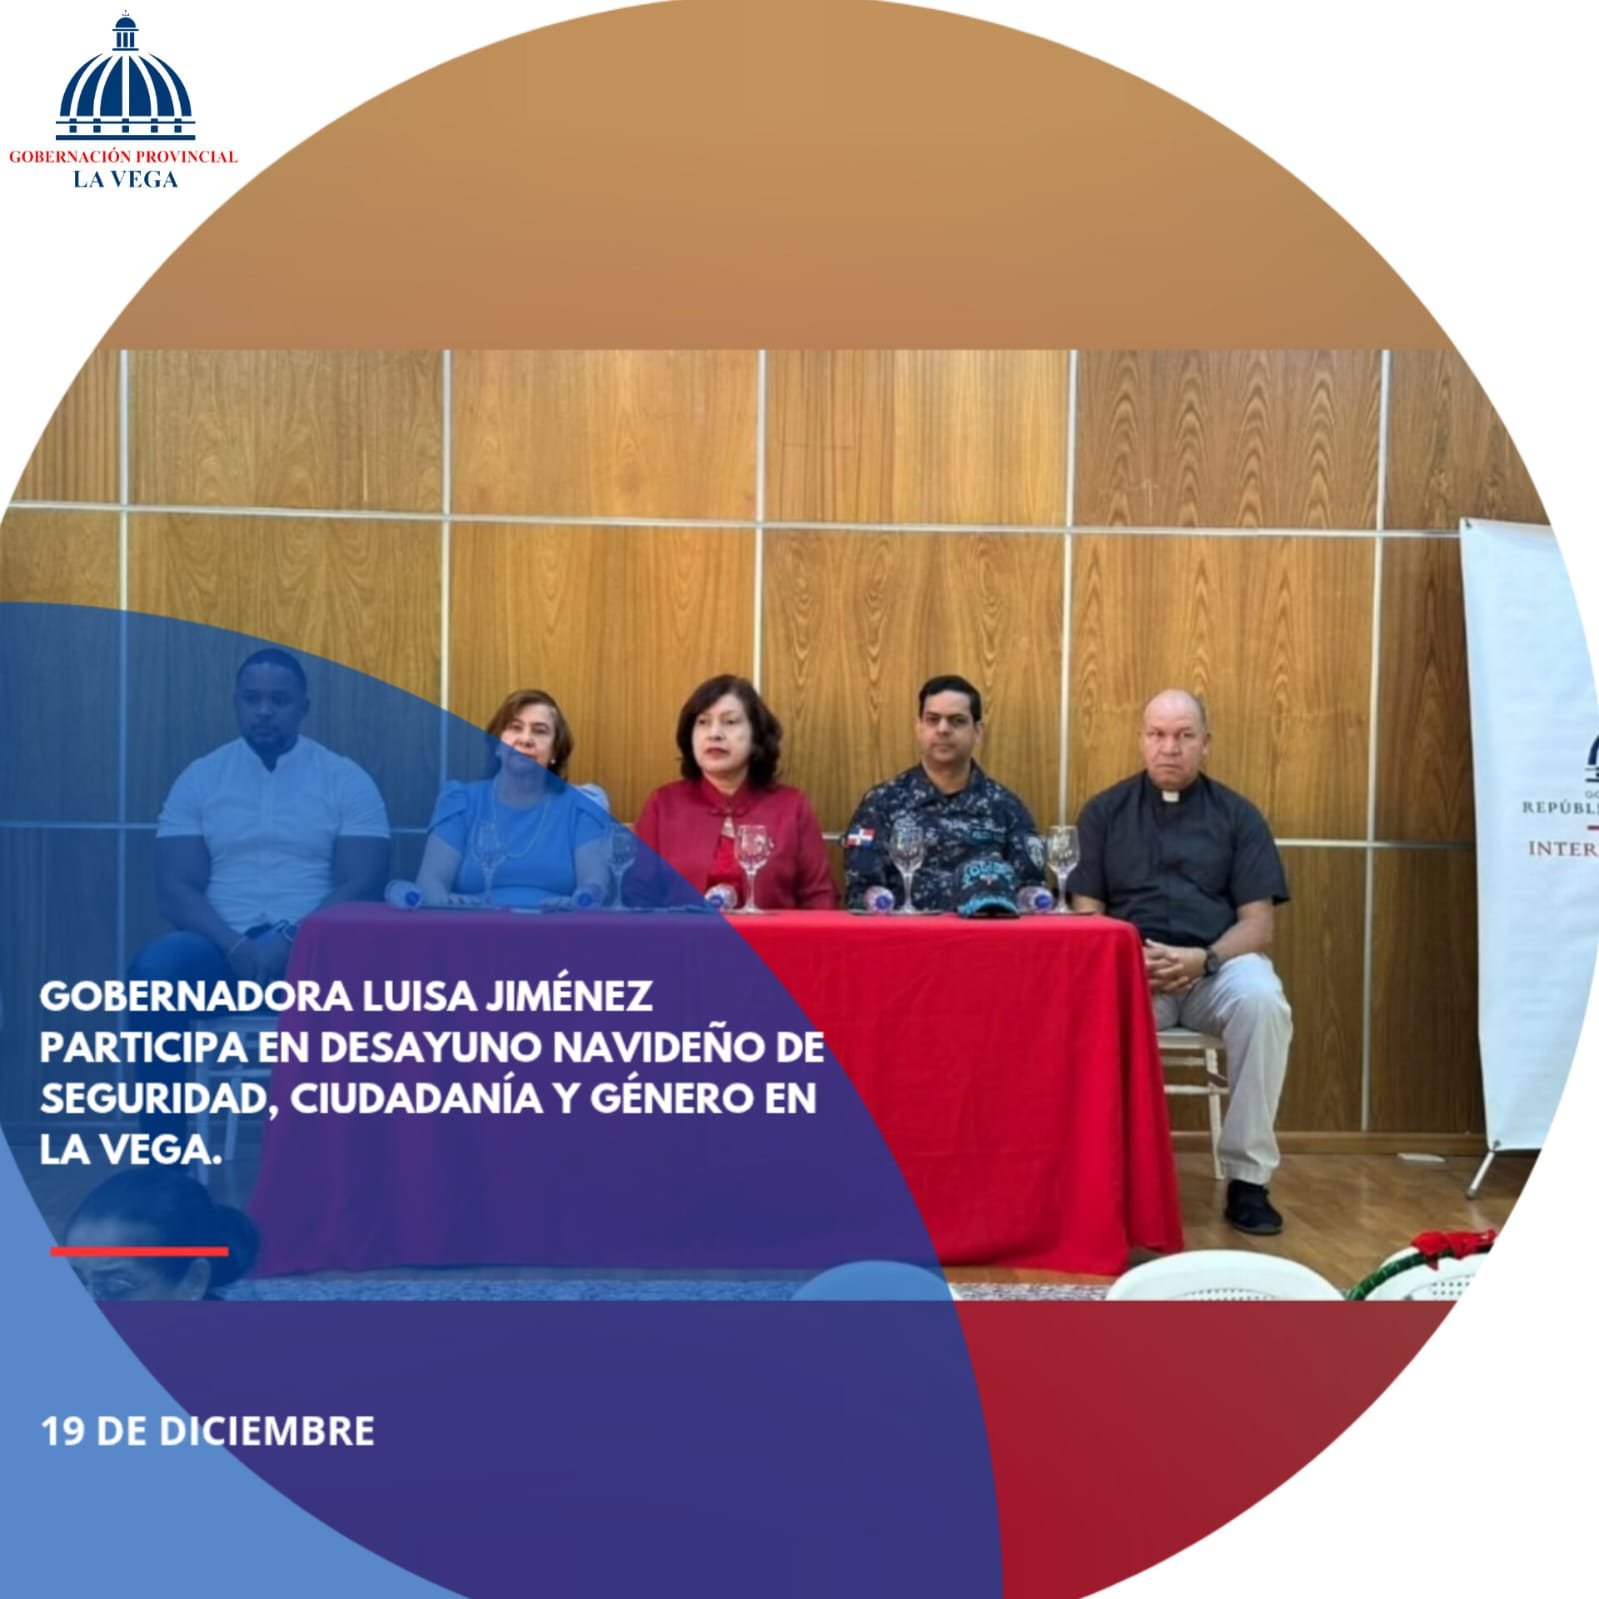 GOBERNACIÓN PROVINCIAL
LA VEGA
REPÚBL
INTER
GOBERNADORA LUISA JIMÉNEZ
PARTICIPA EN DESAYUNO NAVIDEÑO DE
SEGURIDAD, CIUDADANÍA Y GÉNERO EN
LA VEGA.
19 DE DICIEMBRE